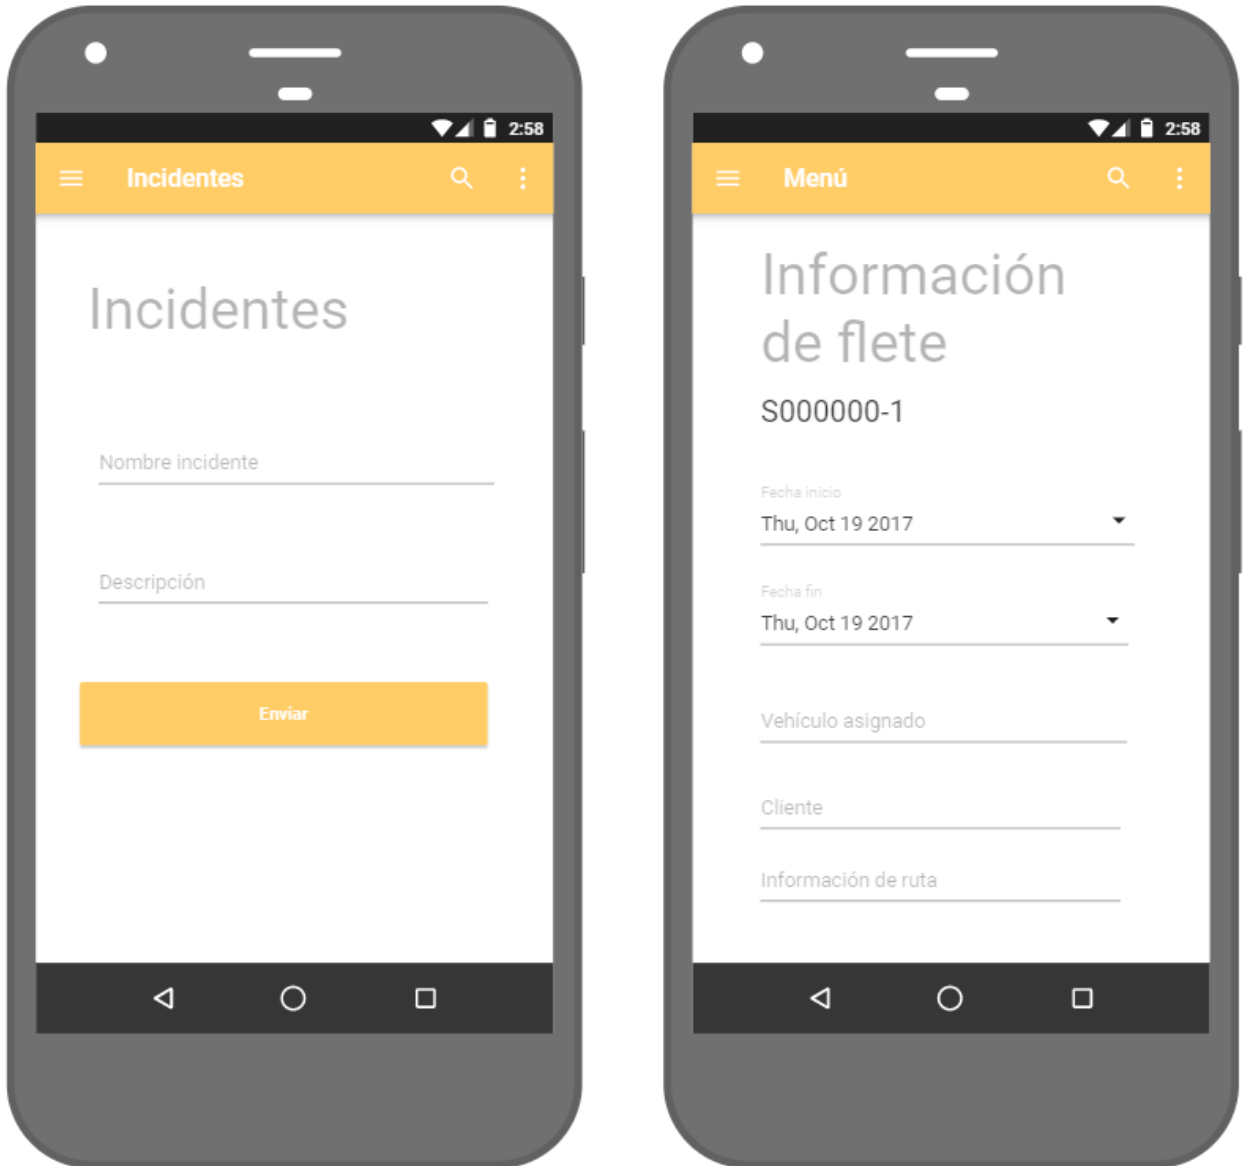 2:58
Incidentes
Incidentes
Nombre incidente
Descripción
Enviar
2:58
Menú
Información
de flete
S000000-1
Fecha inicio
Thu, Oct 19 2017
Fecha fin
Thu, Oct 19 2017
Vehículo asignado
Cliente
Información de ruta